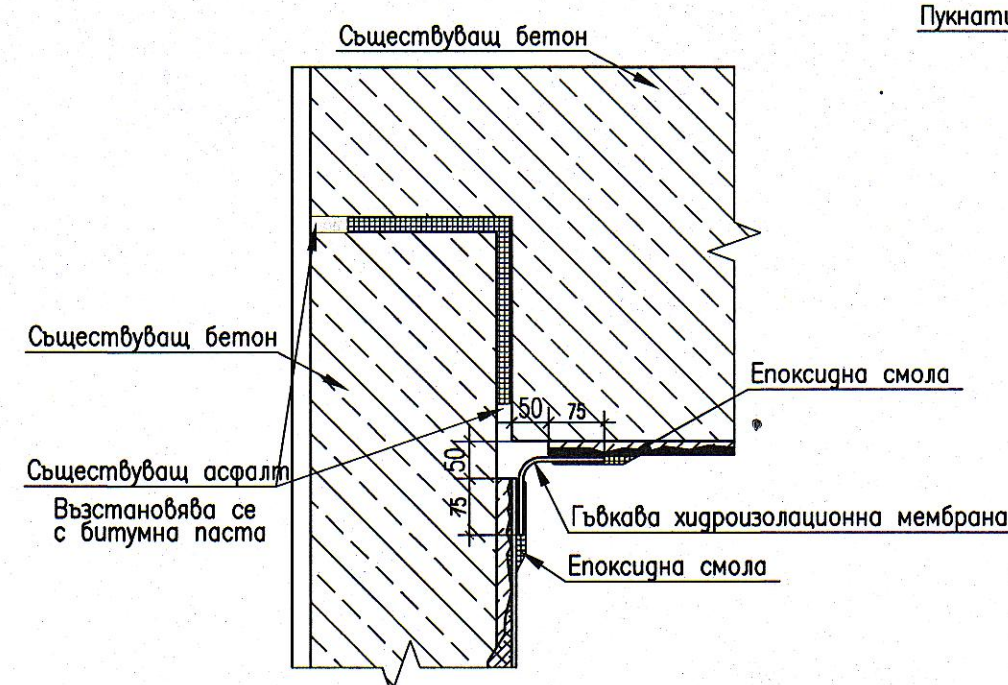 Съществуващ бетон
Съществуващ бетон
Епоксидна смола
50
75
50
75
Съществуващ асфалт
Възстановява се
с битумна паста
Гъвкава хидроизолационна мембрана
Епоксидна смола